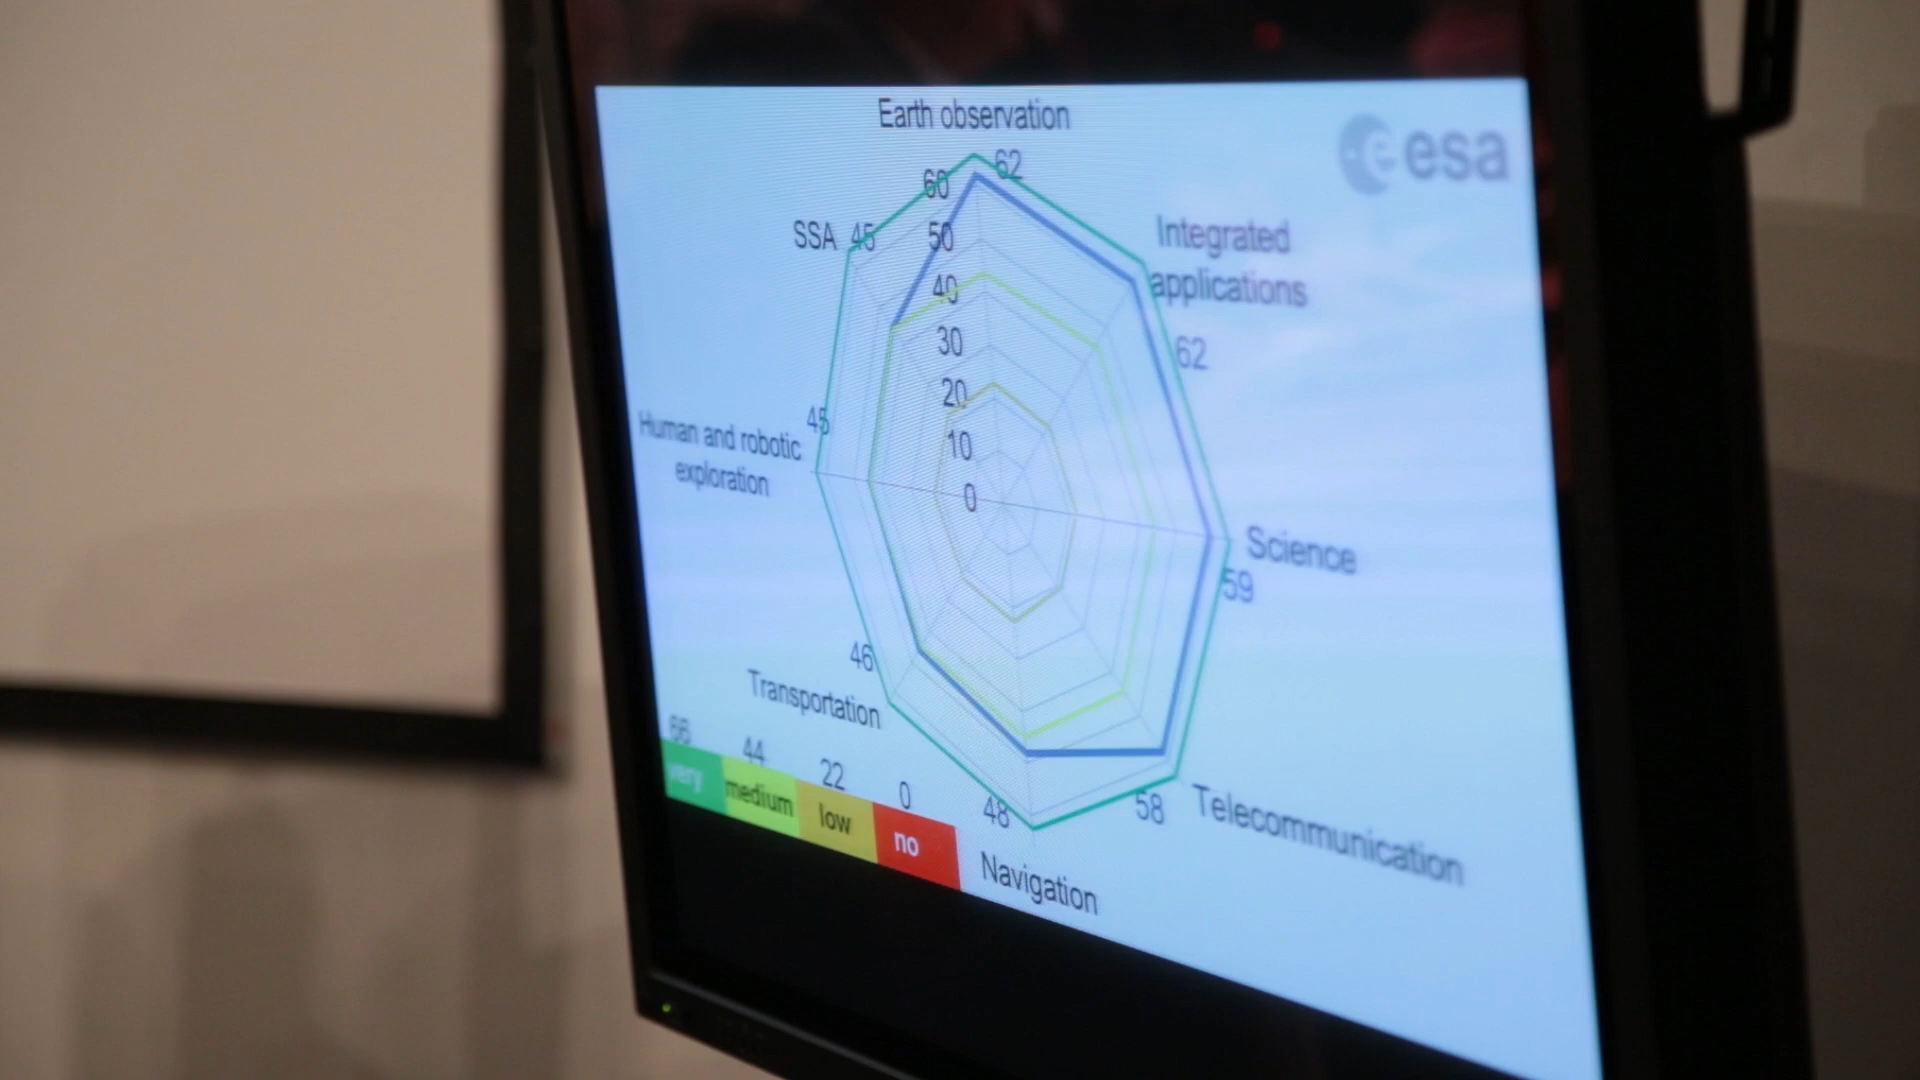 Earth observation
esa
62
60
SSA 45
50
Integrated
applications
40
30
62
20
45
Human and robotic
exploration
10
0
Science
59
46
Transportation
66
44
22
0
very
medium
low
no
48
58
Telecommunication
Navigation